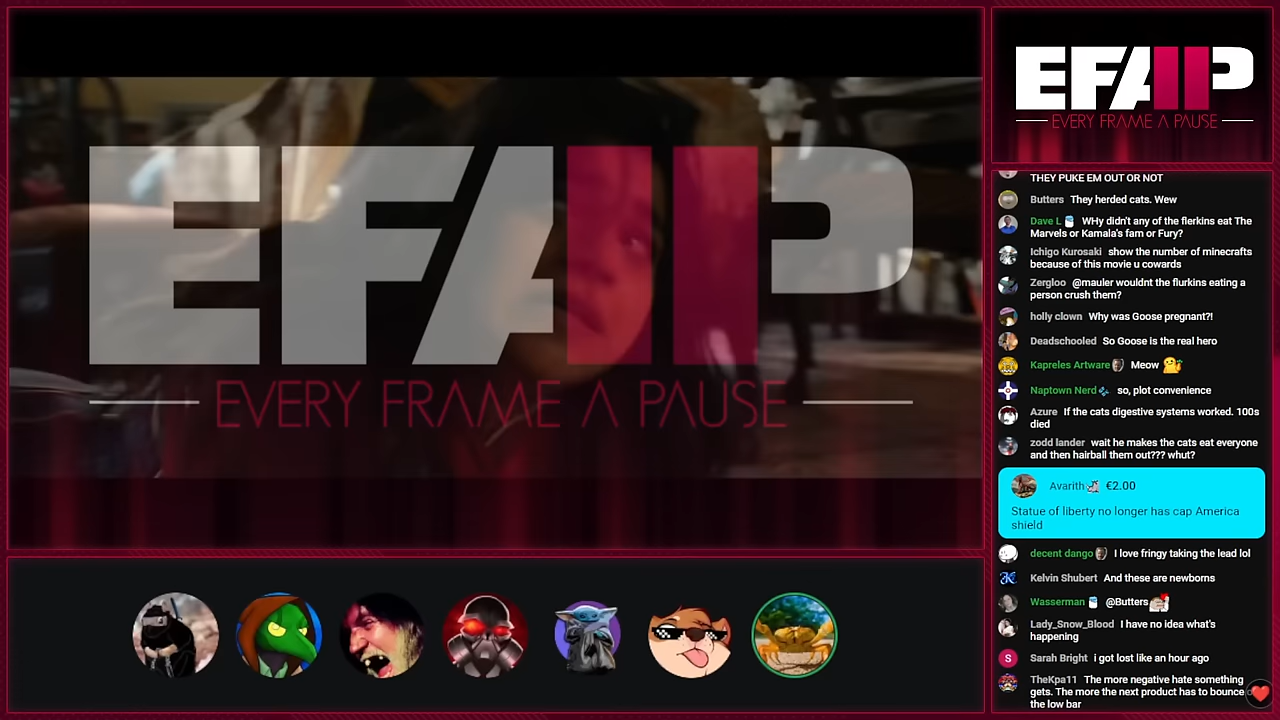 EFAP
EVERY FRAME A PAUSE
EFAP
EVERY FRAME A PAUSE
THEY PUKE EM OUT OR NOT
Butters They herded cats. Wew
Dave L WHy didn't any of the flerkins eat The
Marvels or Kamala's fam or Fury?
Ichigo Kurosaki show the number of minecrafts
because of this movie u cowards
Zergloo @mauler wouldnt the flurkins eating a
person crush them?
holly clown Why was Goose pregnant?!
Deadschooled So Goose is the real hero
Kapreles Artware Meow
Naptown Nerd so, plot convenience
Azure If the cats digestive systems worked. 100s
died
zodd lander wait he makes the cats eat everyone
and then hairball them out??? whut?
Avarith €2.00
Statue of liberty no longer has cap America
shield
decent dango I love fringy taking the lead lol
Kelvin Shubert And these are newborns
Wasserman @Butters
Lady_Snow_Blood I have no idea what's
happening
S Sarah Bright i got lost like an hour ago
TheKpa11 The more negative hate something
gets. The more the next product has to bounce
the low bar